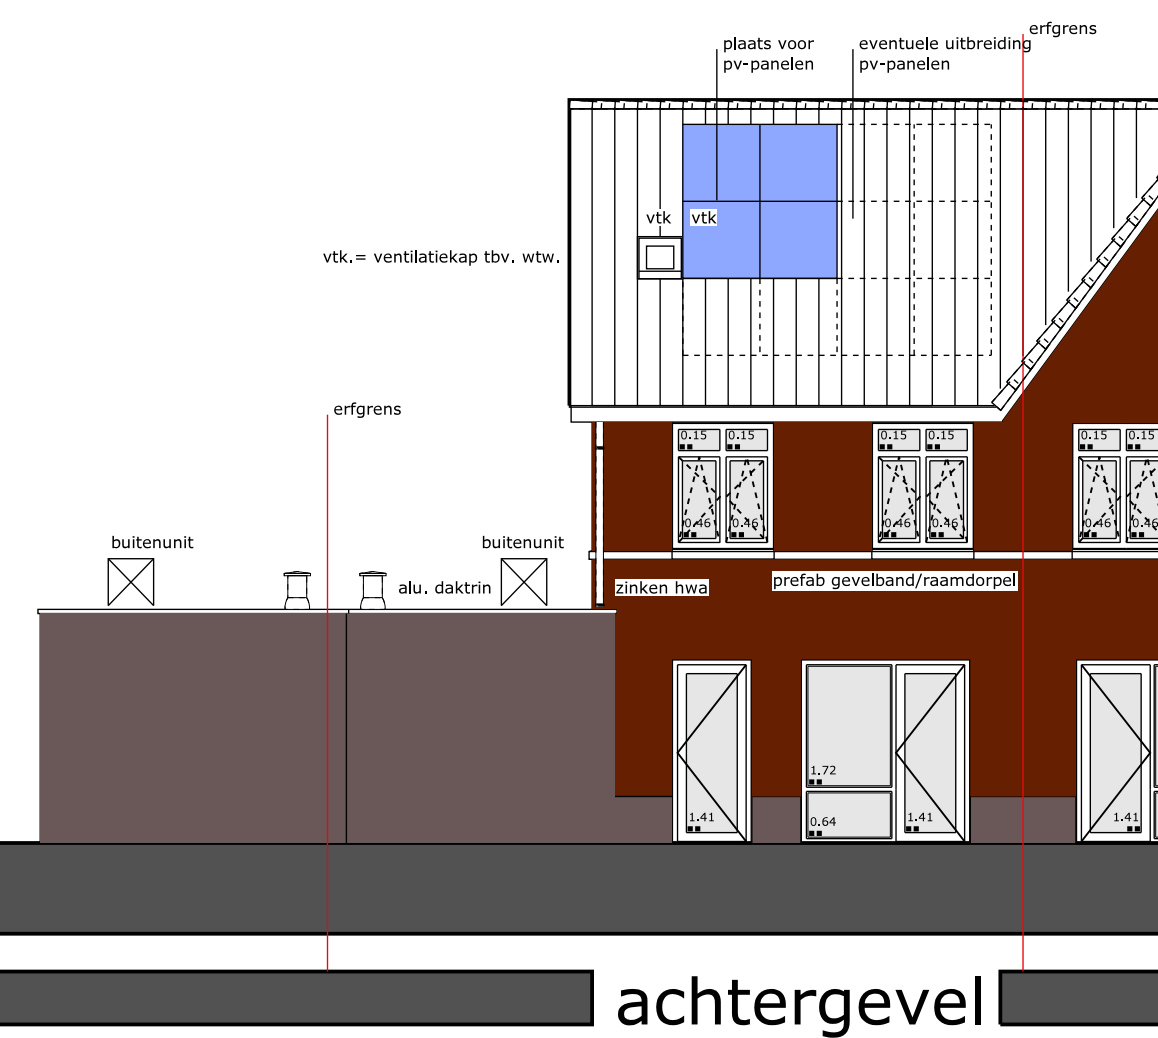 erfgrens
plaats voor
pv-panelen
eventuele uitbreiding
pv-panelen
vtk
vtk
vtk.= ventilatiekap tbv. wtw.
erfgrens
0.15
0.15
0.15
0.15
0.15
0.15
0.46
0.46
0.46
0.46
0.46
0.46
buitenunit
buitenunit
alu. daktrin
zinken hwa
prefab gevelband/raamdorpel
1.72
1.41
0.64
1.41
1.41
achtergevel